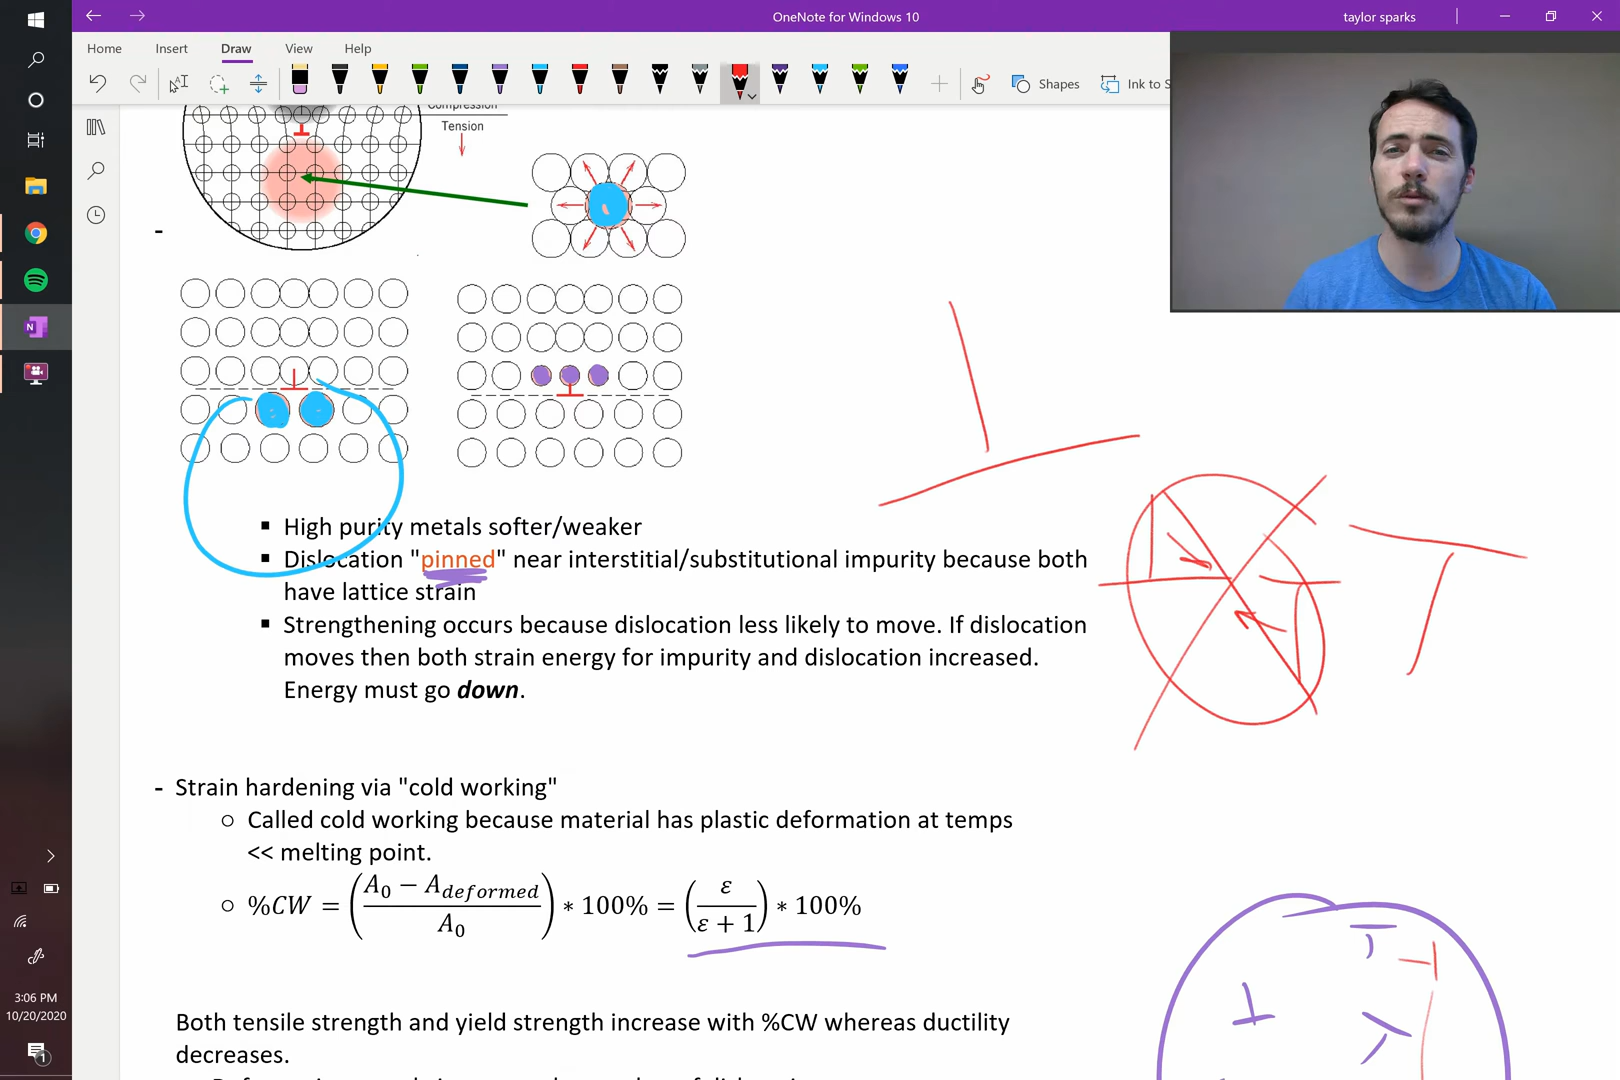 OneNote for Windows 10
taylor sparks
Home Insert Draw View Help
Shapes
Ink to S
Compression
Tension
-
▪ High purity metals softer/weaker
▪ Dislocation "pinned" near interstitial/substitutional impurity because both
have lattice strain
▪ Strengthening occurs because dislocation less likely to move. If dislocation
moves then both strain energy for impurity and dislocation increased.
Energy must go down.
- Strain hardening via "cold working"
○ Called cold working because material has plastic deformation at temps
<< melting point.
○ %CW = ((A₀ − A_deformed)/A₀) * 100% = (ε/(ε + 1)) * 100%
Both tensile strength and yield strength increase with %CW whereas ductility
decreases.
3:06 PM
10/20/2020
1